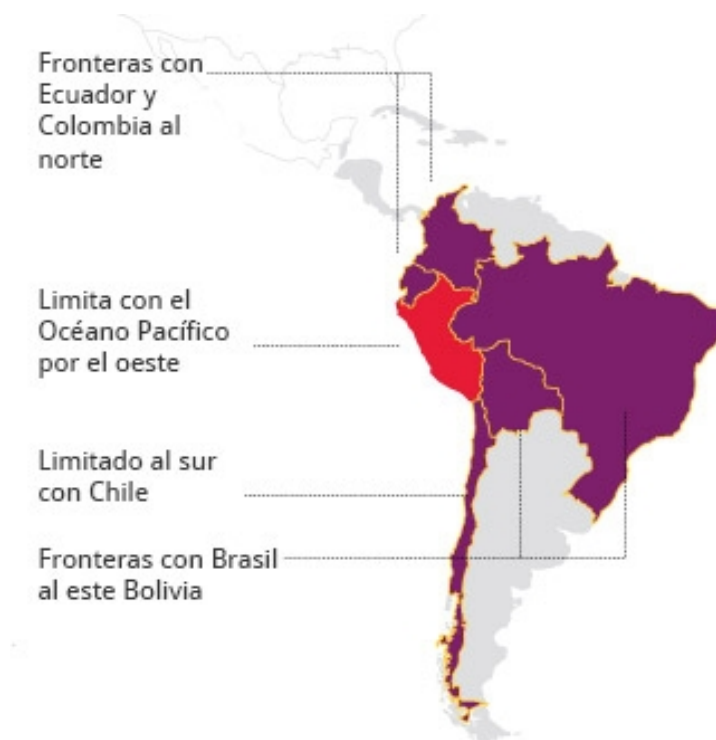 Fronteras con
Ecuador y
Colombia al
norte
Limita con el
Océano Pacífico
por el oeste
Limitado al sur
con Chile
Fronteras con Brasil
al este Bolivia